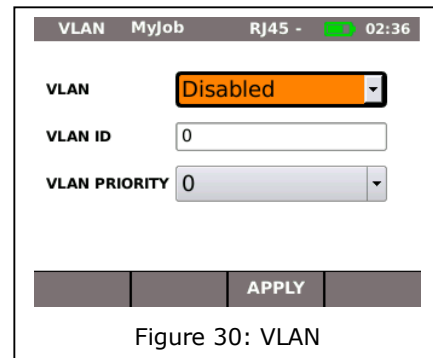 VLAN MyJob RJ45 - 02:36
VLAN Disabled
VLAN ID 0
VLAN PRIORITY 0
APPLY
Figure 30: VLAN